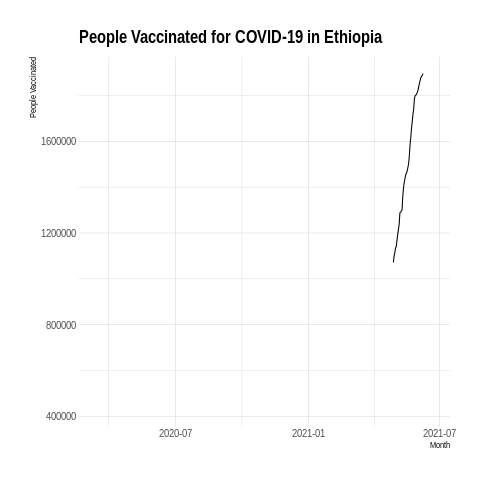 People Vaccinated for COVID-19 in Ethiopia
People Vaccinated
1600000
1200000
800000
400000
2020-07
2021-01
2021-07
Month